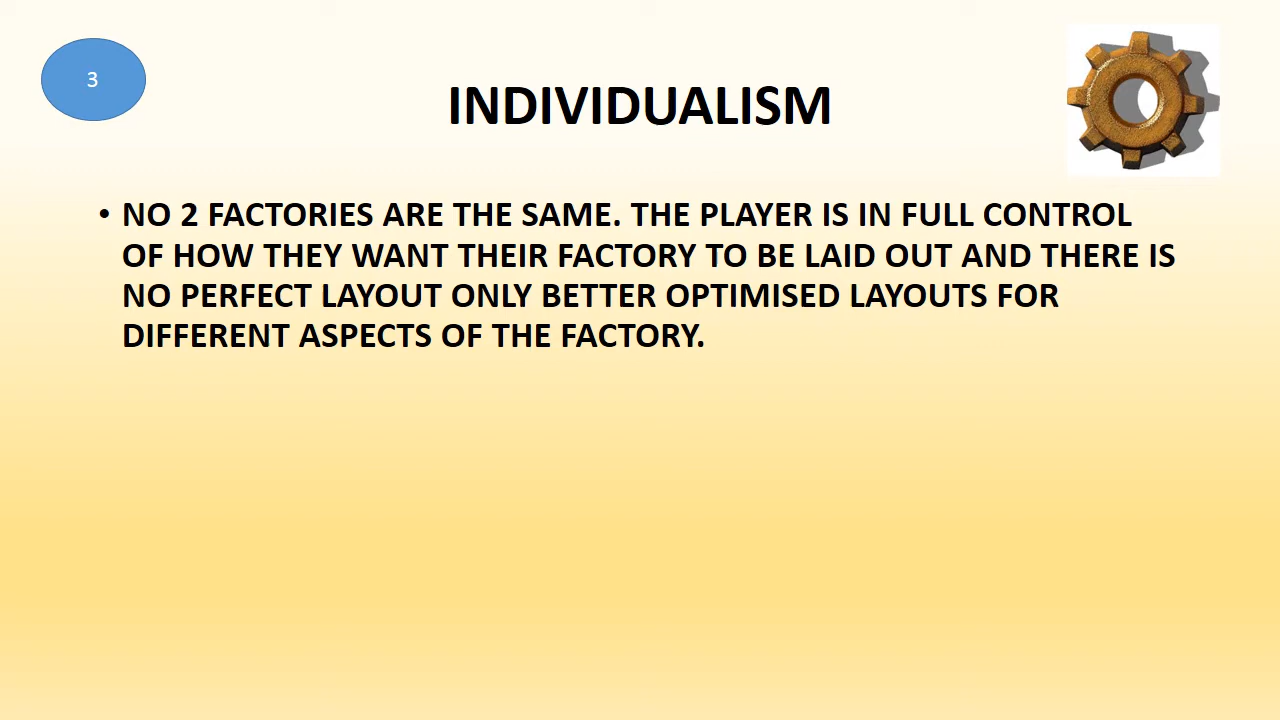 3
INDIVIDUALISM
• NO 2 FACTORIES ARE THE SAME. THE PLAYER IS IN FULL CONTROL
OF HOW THEY WANT THEIR FACTORY TO BE LAID OUT AND THERE IS
NO PERFECT LAYOUT ONLY BETTER OPTIMISED LAYOUTS FOR
DIFFERENT ASPECTS OF THE FACTORY.